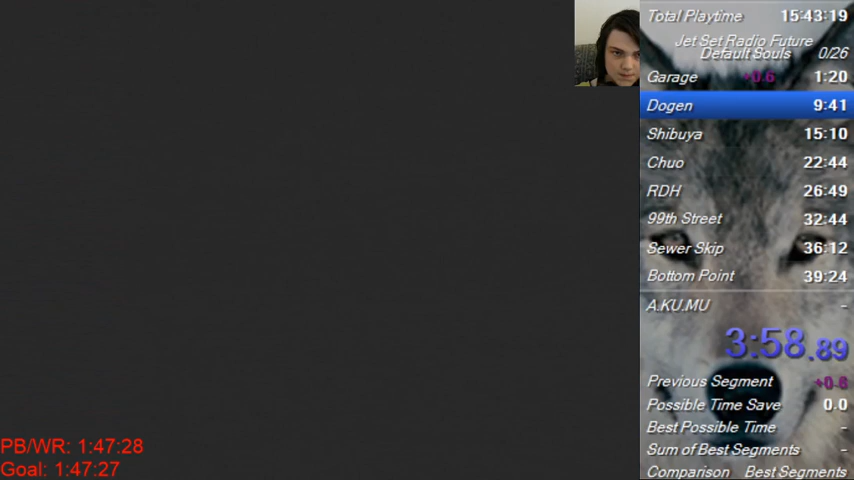 Total Playtime 15:43:19
Jet Set Radio Future
Default Souls 0/26
Garage +0.6 1:20
Dogen 9:41
Shibuya 15:10
Chuo 22:44
RDH 26:49
99th Street 32:44
Sewer Skip 36:12
Bottom Point 39:24
A.KU.MU -
3:58.89
Previous Segment +0.6
Possible Time Save 0.0
Best Possible Time -
Sum of Best Segments -
Comparison Best Segments
PB/WR: 1:47:28
Goal: 1:47:27